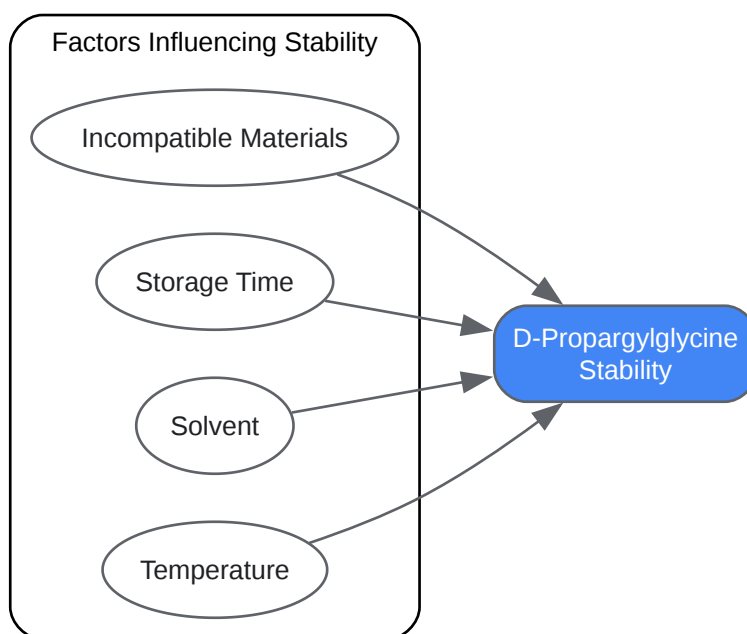 Factors Influencing Stability
Incompatible Materials
Storage Time
Solvent
Temperature
D-Propargylglycine
Stability